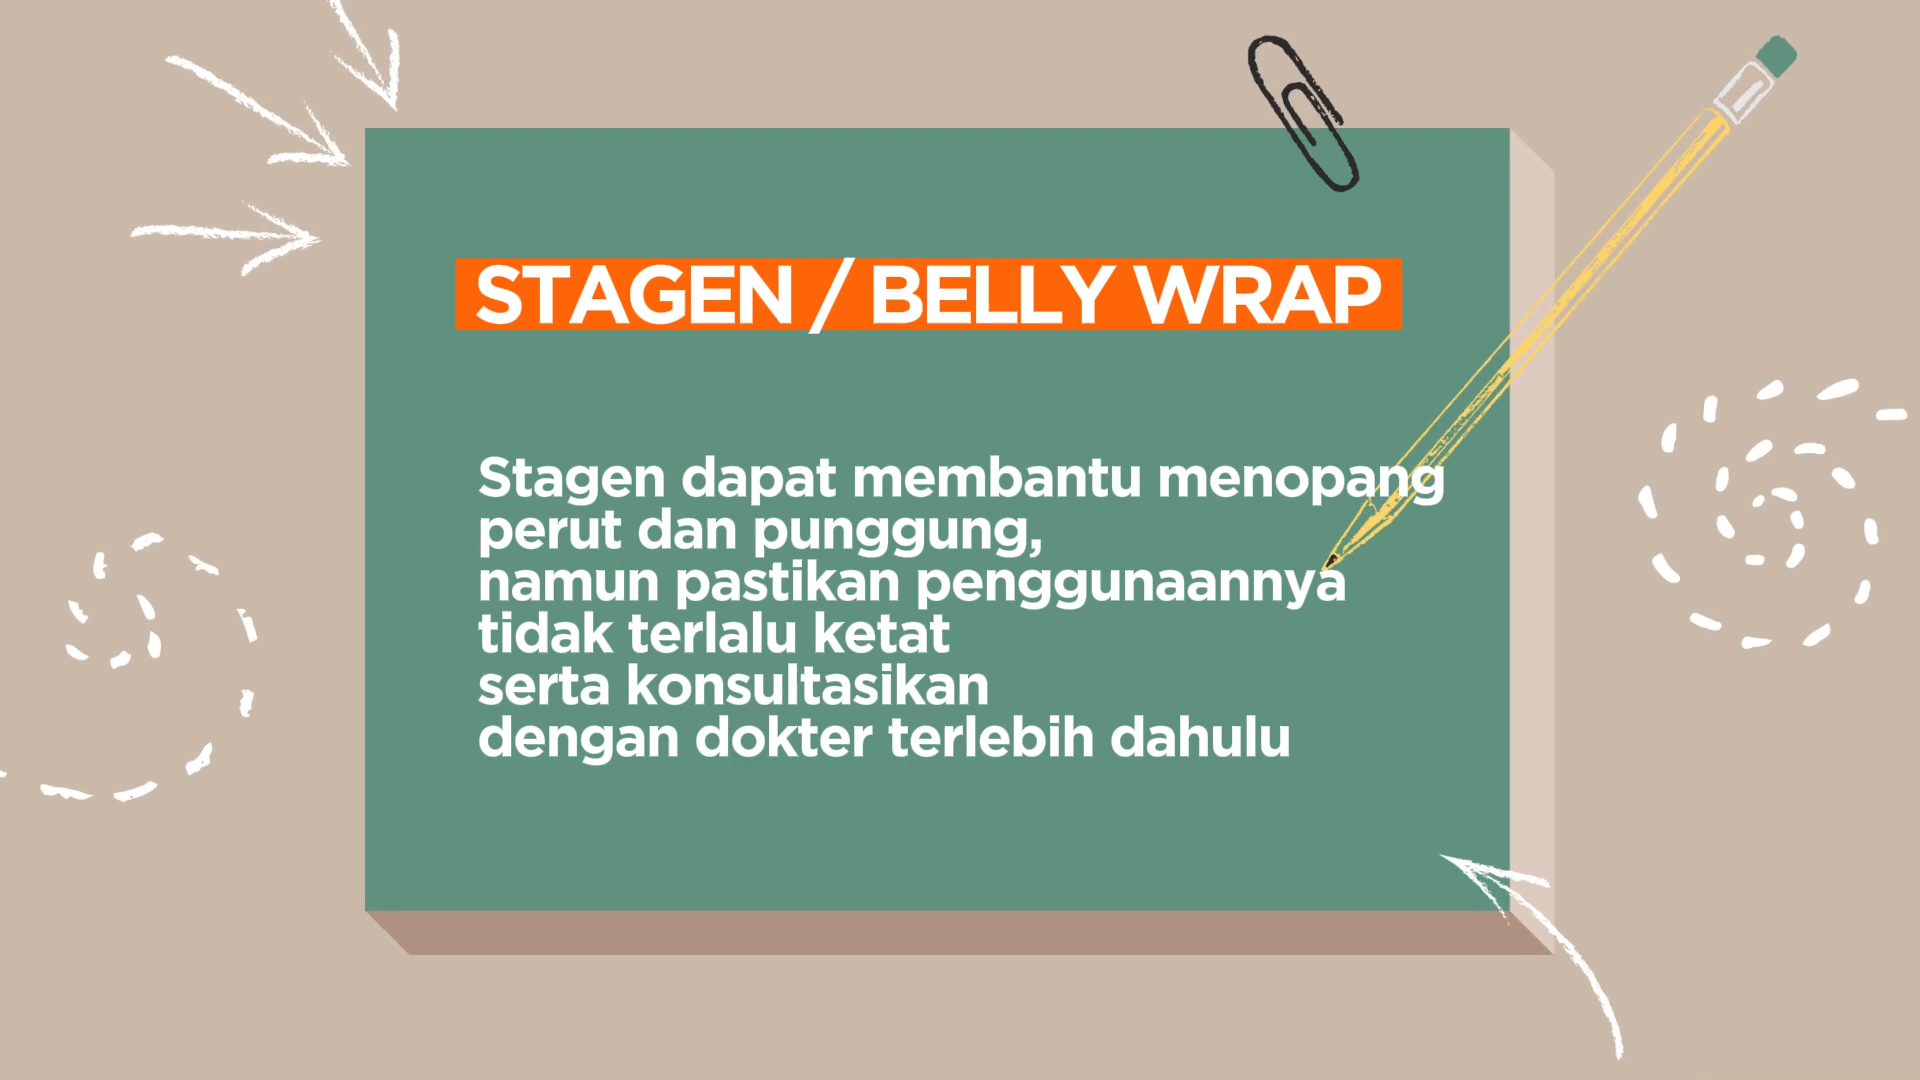 STAGEN / BELLY WRAP
Stagen dapat membantu menopang
perut dan punggung,
namun pastikan penggunaannya
tidak terlalu ketat
serta konsultasikan
dengan dokter terlebih dahulu